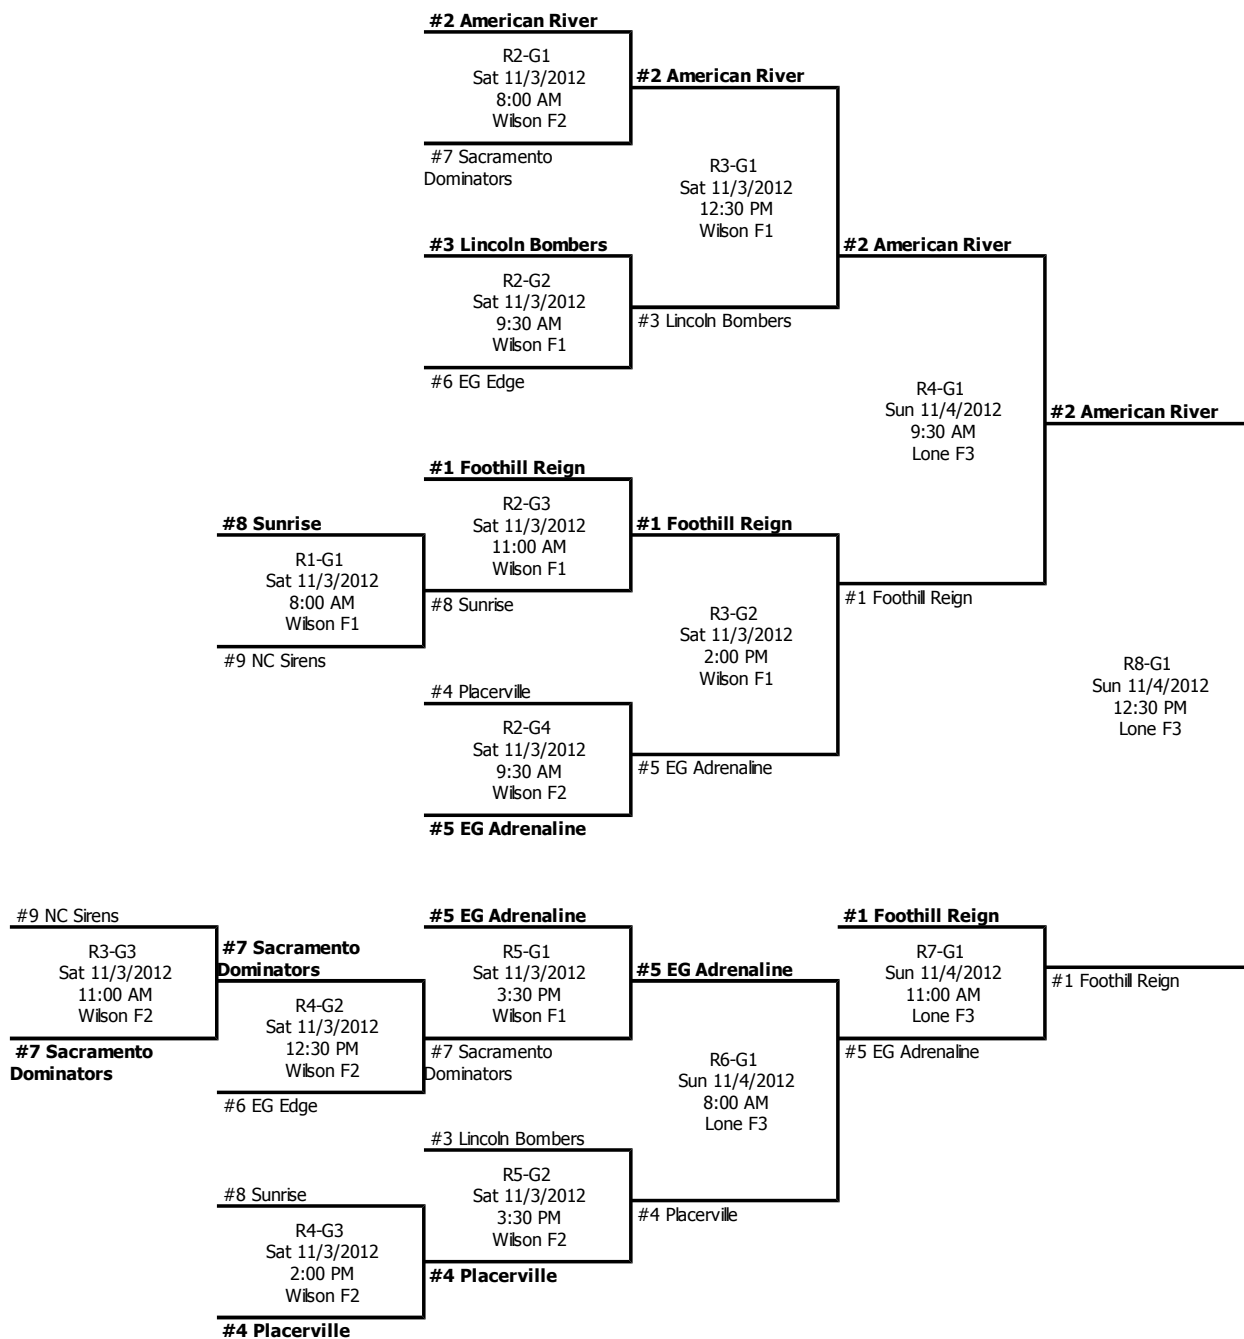 #2 American River
R2-G1
Sat 11/3/2012
8:00 AM
Wilson F2
#7 Sacramento
Dominators
#2 American River
R3-G1
Sat 11/3/2012
12:30 PM
Wilson F1
#3 Lincoln Bombers
R2-G2
Sat 11/3/2012
9:30 AM
Wilson F1
#6 EG Edge
#3 Lincoln Bombers
#2 American River
R4-G1
Sun 11/4/2012
9:30 AM
Lone F3
#2 American River
#1 Foothill Reign
R2-G3
Sat 11/3/2012
11:00 AM
Wilson F1
#8 Sunrise
R1-G1
Sat 11/3/2012
8:00 AM
Wilson F1
#9 NC Sirens
#8 Sunrise
#1 Foothill Reign
R3-G2
Sat 11/3/2012
2:00 PM
Wilson F1
#1 Foothill Reign
#4 Placerville
R2-G4
Sat 11/3/2012
9:30 AM
Wilson F2
#5 EG Adrenaline
#5 EG Adrenaline
R8-G1
Sun 11/4/2012
12:30 PM
Lone F3
#9 NC Sirens
R3-G3
Sat 11/3/2012
11:00 AM
Wilson F2
#7 Sacramento
Dominators
#7 Sacramento
Dominators
R4-G2
Sat 11/3/2012
12:30 PM
Wilson F2
#6 EG Edge
#5 EG Adrenaline
R5-G1
Sat 11/3/2012
3:30 PM
Wilson F1
#7 Sacramento
Dominators
#5 EG Adrenaline
R6-G1
Sun 11/4/2012
8:00 AM
Lone F3
#1 Foothill Reign
R7-G1
Sun 11/4/2012
11:00 AM
Lone F3
#5 EG Adrenaline
#1 Foothill Reign
#3 Lincoln Bombers
R5-G2
Sat 11/3/2012
3:30 PM
Wilson F2
#4 Placerville
#8 Sunrise
R4-G3
Sat 11/3/2012
2:00 PM
Wilson F2
#4 Placerville
#4 Placerville